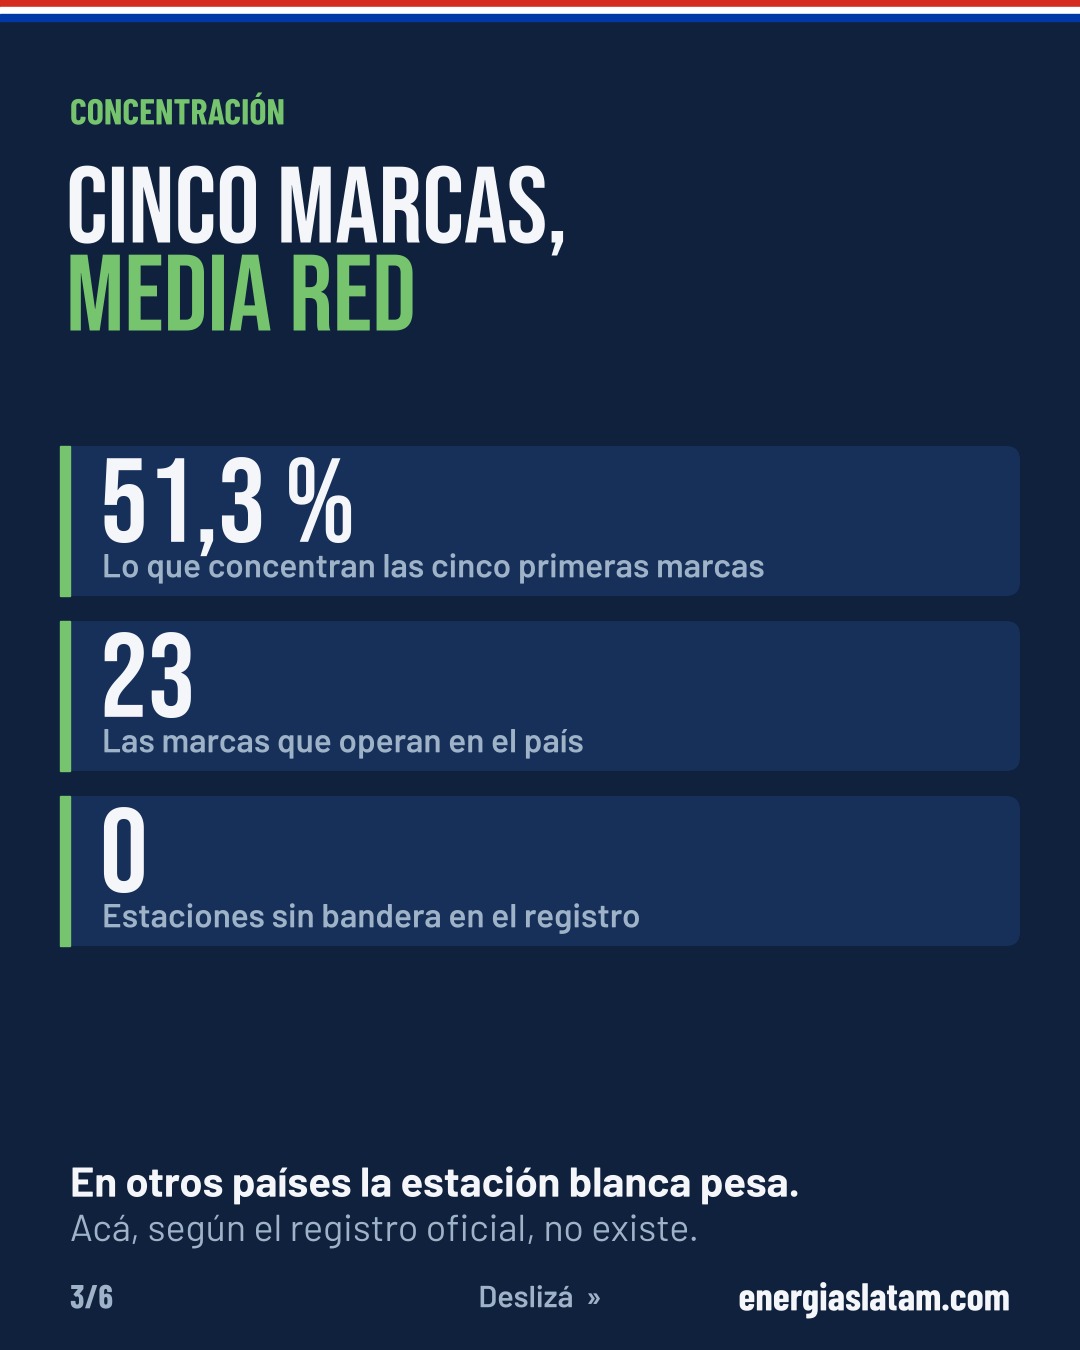 CONCENTRACIÓN
CINCO MARCAS,
MEDIA RED
51,3 %
Lo que concentran las cinco primeras marcas
23
Las marcas que operan en el país
0
Estaciones sin bandera en el registro
En otros países la estación blanca pesa.
Acá, según el registro oficial, no existe.
3/6
Deslizá »
energiaslatam.com